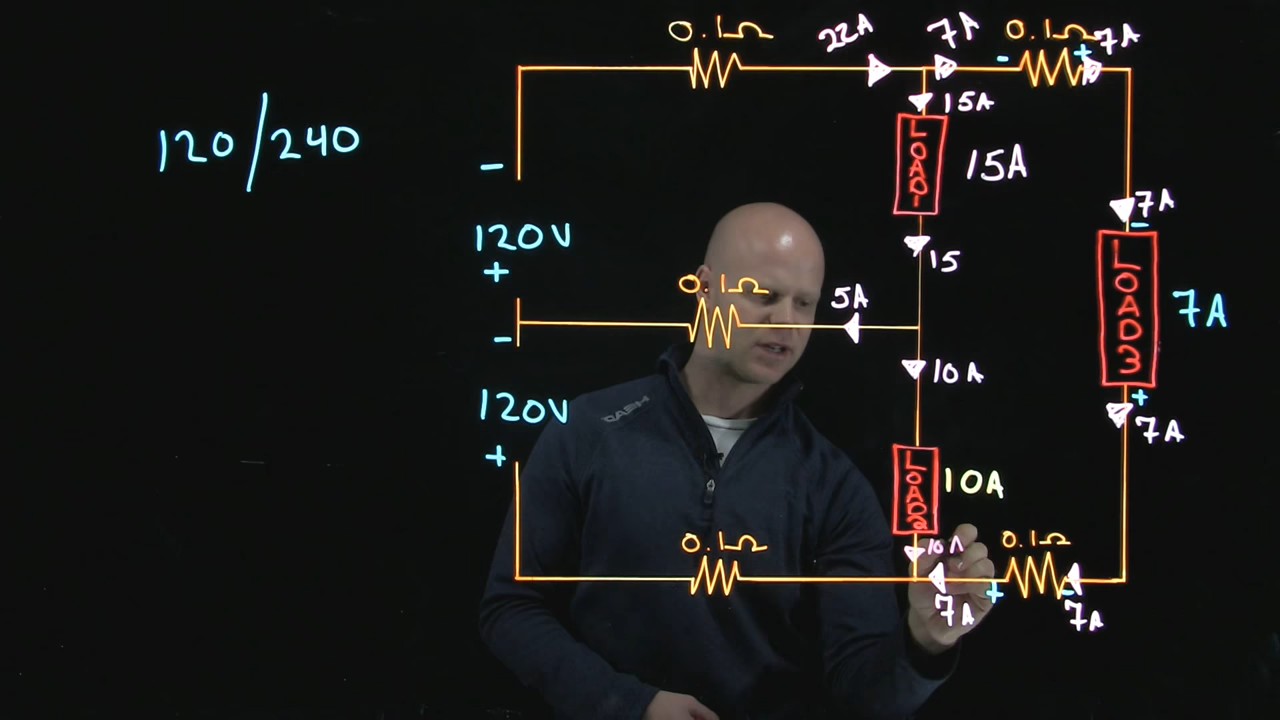 0.1Ω 22A 7A 0.1Ω 7A
- +
120/240
15A
-
LOAD1 15A
7A
-
120V
+
15
0.1Ω 5A
LOAD3 7A
-
10A
120V
+
7A
+
LOAD2 10A
0.1Ω 10A 0.1Ω
+ -
7A 7A
DASH